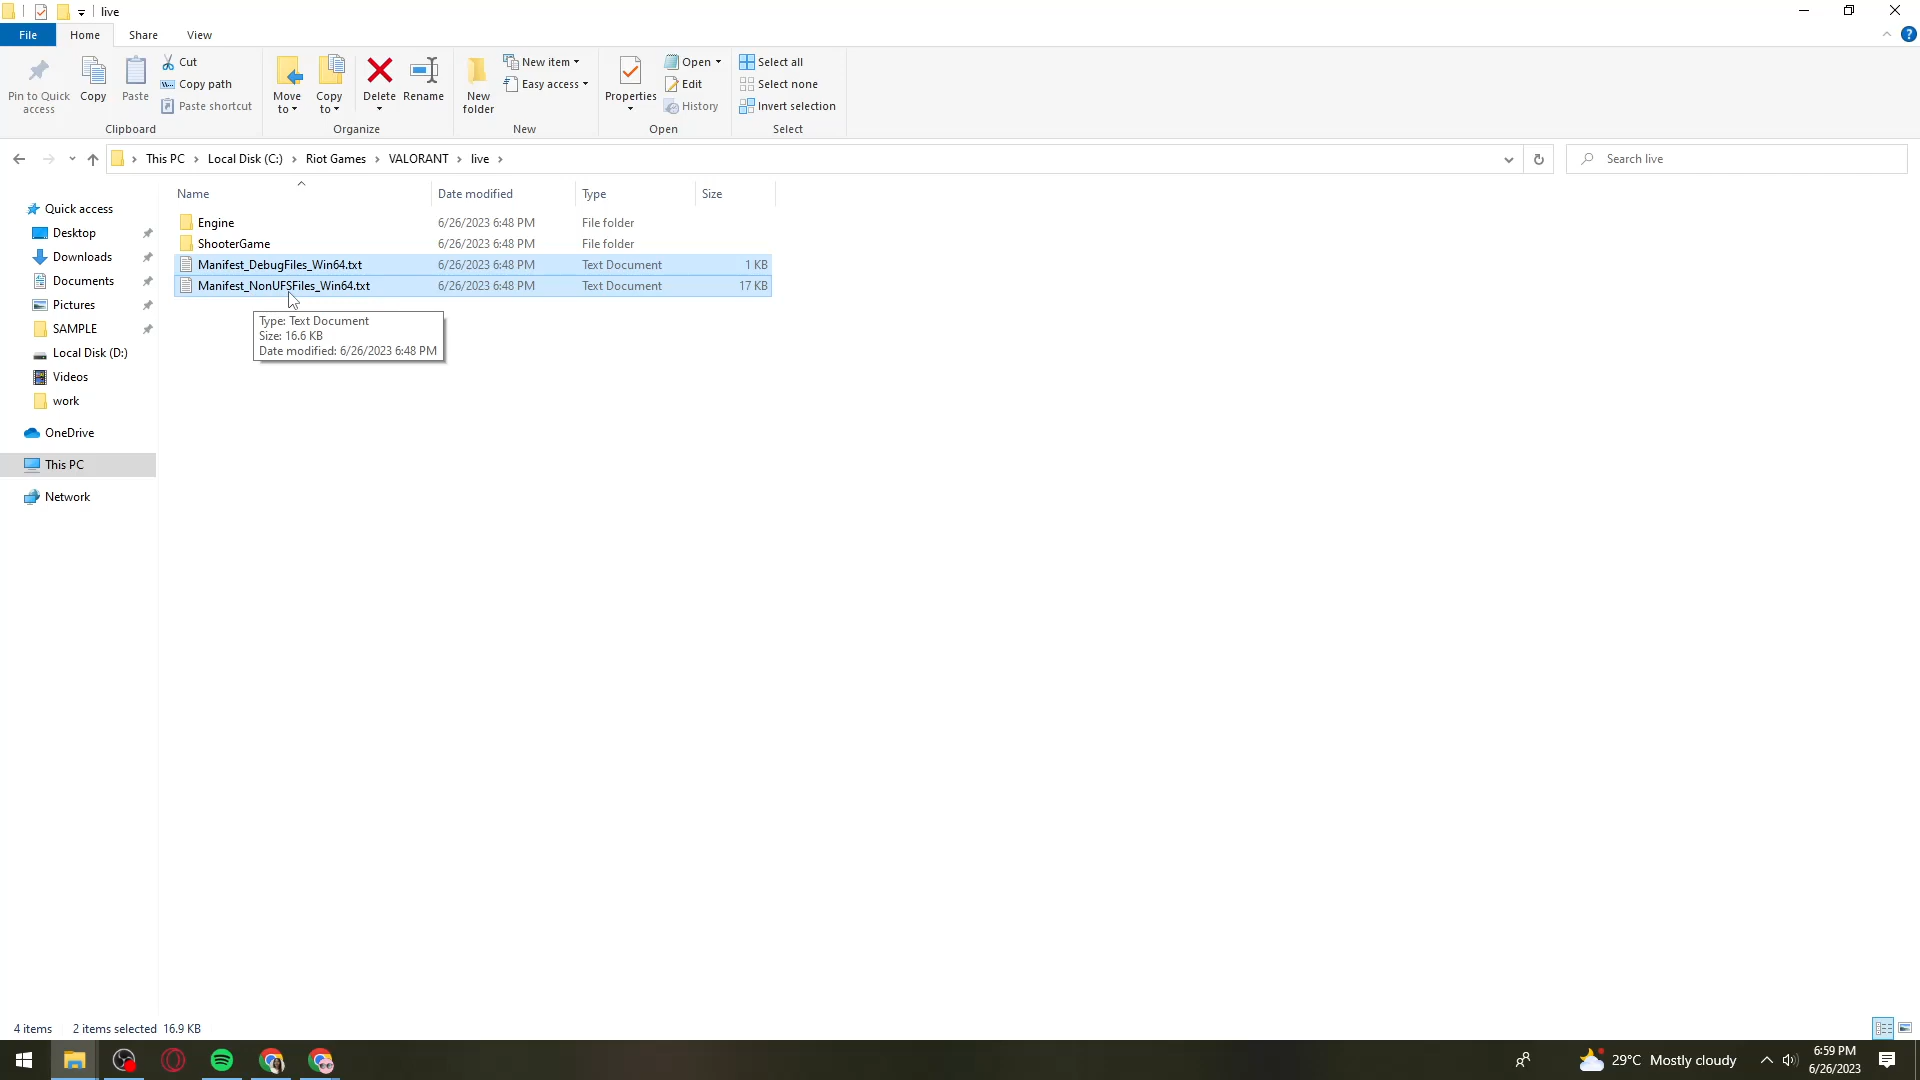 live
File Home Share View
Pin to Quick access
Copy
Paste
Cut
Copy path
Paste shortcut
Clipboard
Move to
Copy to
Delete
Rename
Organize
New folder
New item
Easy access
New
Properties
Open
Edit
History
Open
Select all
Select none
Invert selection
Select
This PC Local Disk (C:) Riot Games VALORANT live
Search live
Name Date modified Type Size
Engine 6/26/2023 6:48 PM File folder
ShooterGame 6/26/2023 6:48 PM File folder
Manifest_DebugFiles_Win64.txt 6/26/2023 6:48 PM Text Document 1 KB
Manifest_NonUFSFiles_Win64.txt 6/26/2023 6:48 PM Text Document 17 KB
Type: Text Document
Size: 16.6 KB
Date modified: 6/26/2023 6:48 PM
Quick access
Desktop
Downloads
Documents
Pictures
SAMPLE
Local Disk (D:)
Videos
work
OneDrive
This PC
Network
4 items 2 items selected 16.9 KB
29°C Mostly cloudy
6:59 PM
6/26/2023